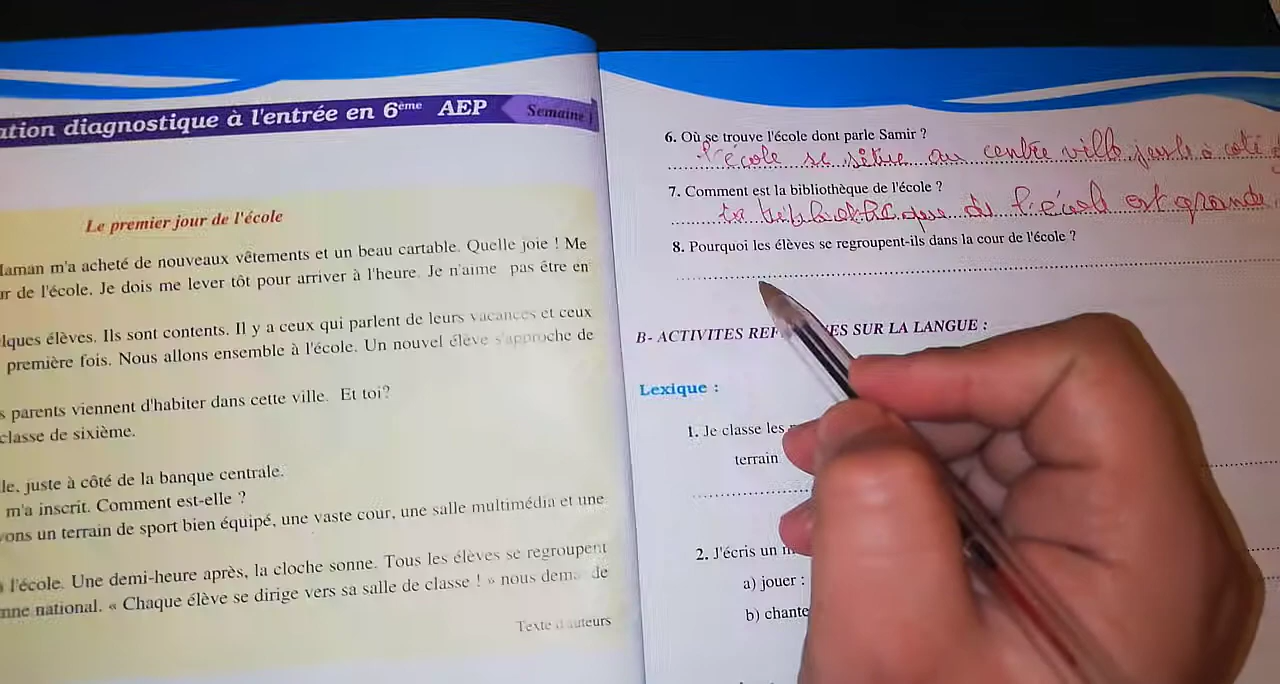 ation diagnostique à l'entrée en 6ème AEP
Semaine 1
Le premier jour de l'école
Maman m'a acheté de nouveaux vêtements et un beau cartable. Quelle joie ! Me
ur de l'école. Je dois me lever tôt pour arriver à l'heure. Je n'aime pas être en
elques élèves. Ils sont contents. Il y a ceux qui parlent de leurs vacances et ceux
première fois. Nous allons ensemble à l'école. Un nouvel élève s'approche de
s parents viennent d'habiter dans cette ville. Et toi?
classe de sixième.
lle, juste à côté de la banque centrale.
m'a inscrit. Comment est-elle ?
vons un terrain de sport bien équipé, une vaste cour, une salle multimédia et une
l'école. Une demi-heure après, la cloche sonne. Tous les élèves se regroupent
nne national. « Chaque élève se dirige vers sa salle de classe ! » nous dem de
Texte d'auteurs
6. Où se trouve l'école dont parle Samir ?
l'école se sitiue au centre ville juste à coté
7. Comment est la bibliothèque de l'école ?
la bibliothèque de l'école est grande
8. Pourquoi les élèves se regroupent-ils dans la cour de l'école ?
B- ACTIVITES REF ES SUR LA LANGUE :
Lexique :
1. Je classe les
terrain
2. J'écris un
a) jouer :
b) chante